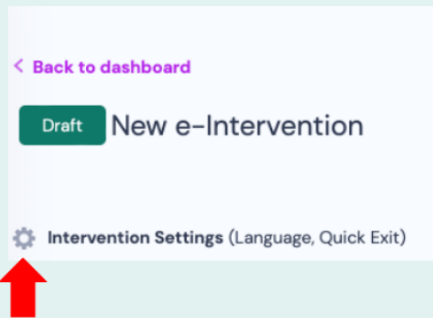 Back to dashboard
Draft New e-Intervention
Intervention Settings (Language, Quick Exit)